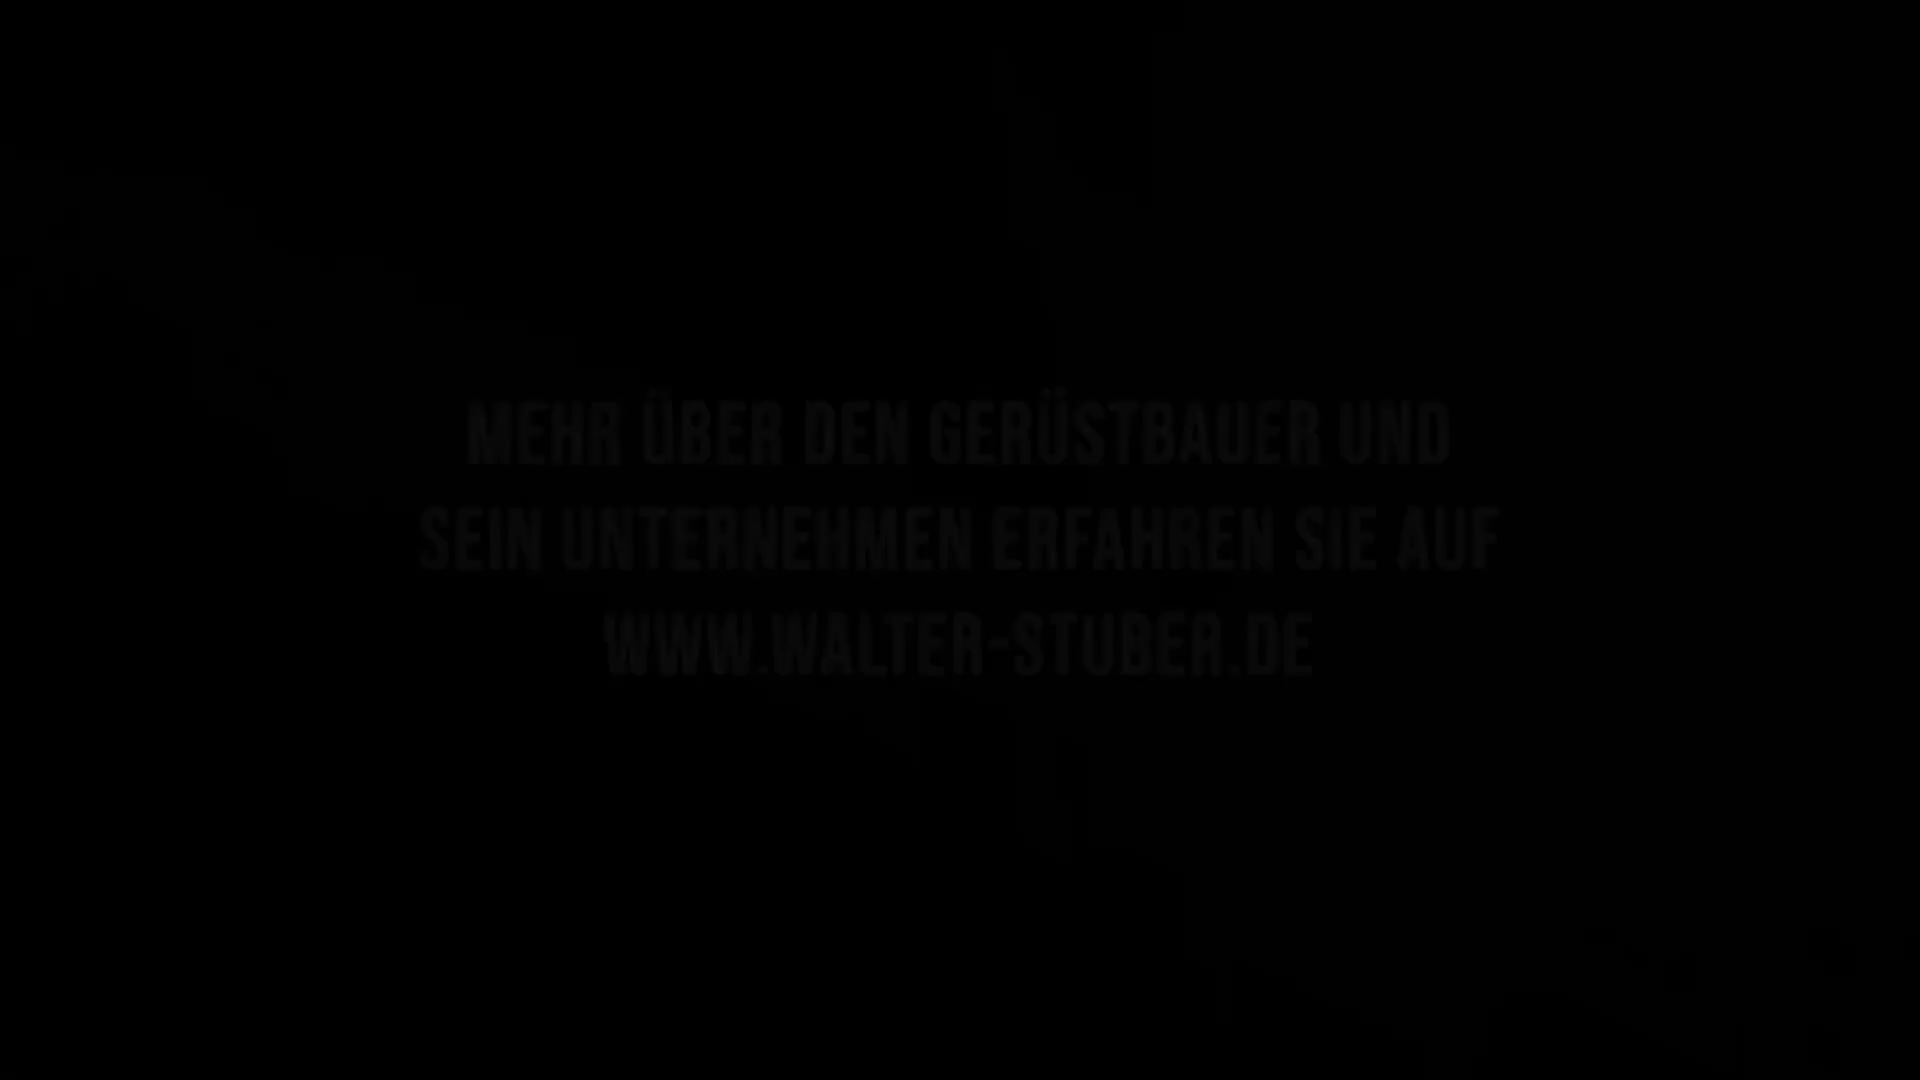 MEHR ÜBER DEN GERÜSTBAUER UND
SEIN UNTERNEHMEN ERFAHREN SIE AUF
WWW.WALTER-STUBER.DE